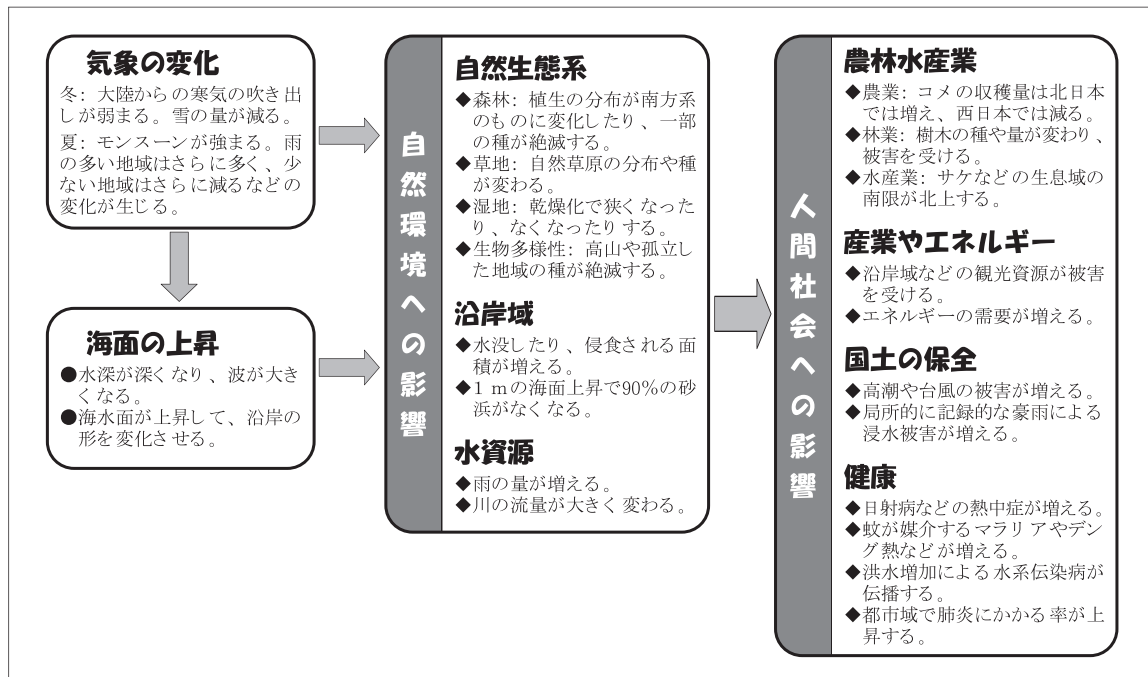 気象の変化
冬: 大陸からの寒気の吹き出
しが弱まる。雪の量が減る。
夏: モンスーンが強まる。雨
の多い地域はさらに多く、少
ない地域はさらに減るなどの
変化が生じる。
海面の上昇
●水深が深くなり、波が大き
くなる。
●海水面が上昇して、沿岸の
形を変化させる。
自然環境への影響
自然生態系
◆森林: 植生の分布が南方系
のものに変化したり、一部
の種が絶滅する。
◆草地: 自然草原の分布や種
が変わる。
◆湿地: 乾燥化で狭くなった
り、なくなったりする。
◆生物多様性: 高山や孤立し
た地域の種が絶滅する。
沿岸域
◆水没したり、侵食される面
積が増える。
◆1mの海面上昇で90%の砂
浜がなくなる。
水資源
◆雨の量が増える。
◆川の流量が大きく変わる。
人間社会への影響
農林水産業
◆農業: コメの収穫量は北日本
では増え、西日本では減る。
◆林業: 樹木の種や量が変わり、
被害を受ける。
◆水産業: サケなどの生息域の
南限が北上する。
産業やエネルギー
◆沿岸域などの観光資源が被害
を受ける。
◆エネルギーの需要が増える。
国土の保全
◆高潮や台風の被害が増える。
◆局所的に記録的な豪雨による
浸水被害が増える。
健康
◆日射病などの熱中症が増える。
◆蚊が媒介するマラリアやデン
グ熱などが増える。
◆洪水増加による水系伝染病が
伝播する。
◆都市域で肺炎にかかる率が上
昇する。